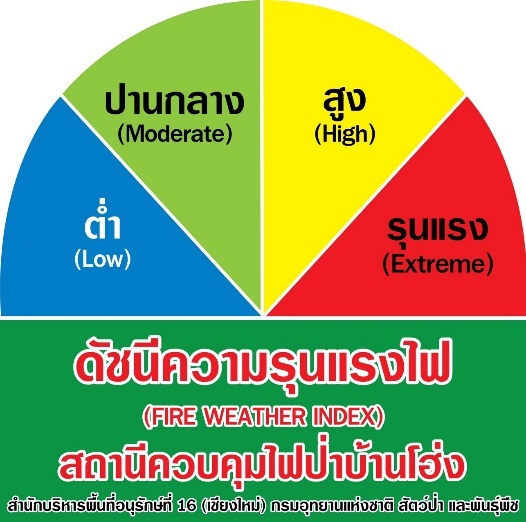 ปานกลาง
(Moderate)
สูง
(High)
ต่ำ
(Low)
รุนแรง
(Extreme)
ดัชนีความรุนแรงไฟ
(FIRE WEATHER INDEX)
สถานีควบคุมไฟป่าบ้านโฮ่ง
สำนักบริหารพื้นที่อนุรักษ์ที่ 16 (เชียงใหม่) กรมอุทยานแห่งชาติ สัตว์ป่า และพันธุ์พืช